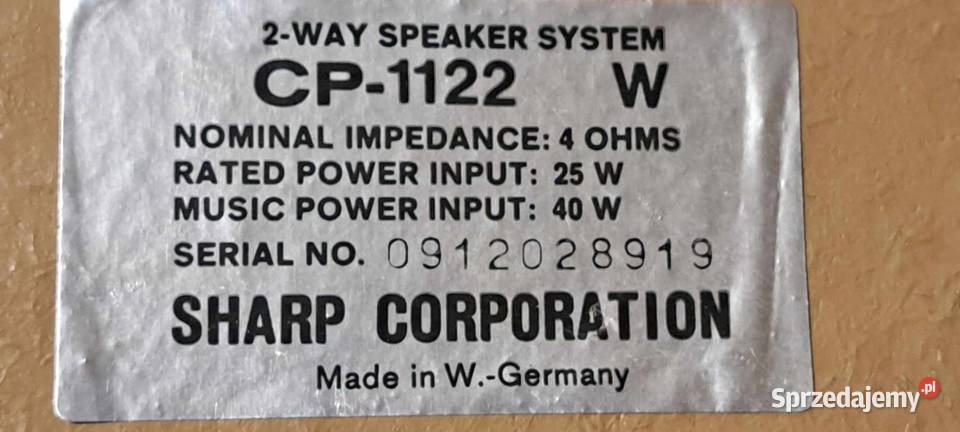 2-WAY SPEAKER SYSTEM
CP-1122 W
NOMINAL IMPEDANCE: 4 OHMS
RATED POWER INPUT: 25 W
MUSIC POWER INPUT: 40 W
SERIAL NO. 0912028919
SHARP CORPORATION
Made in W.-Germany
Sprzedajemy.pl